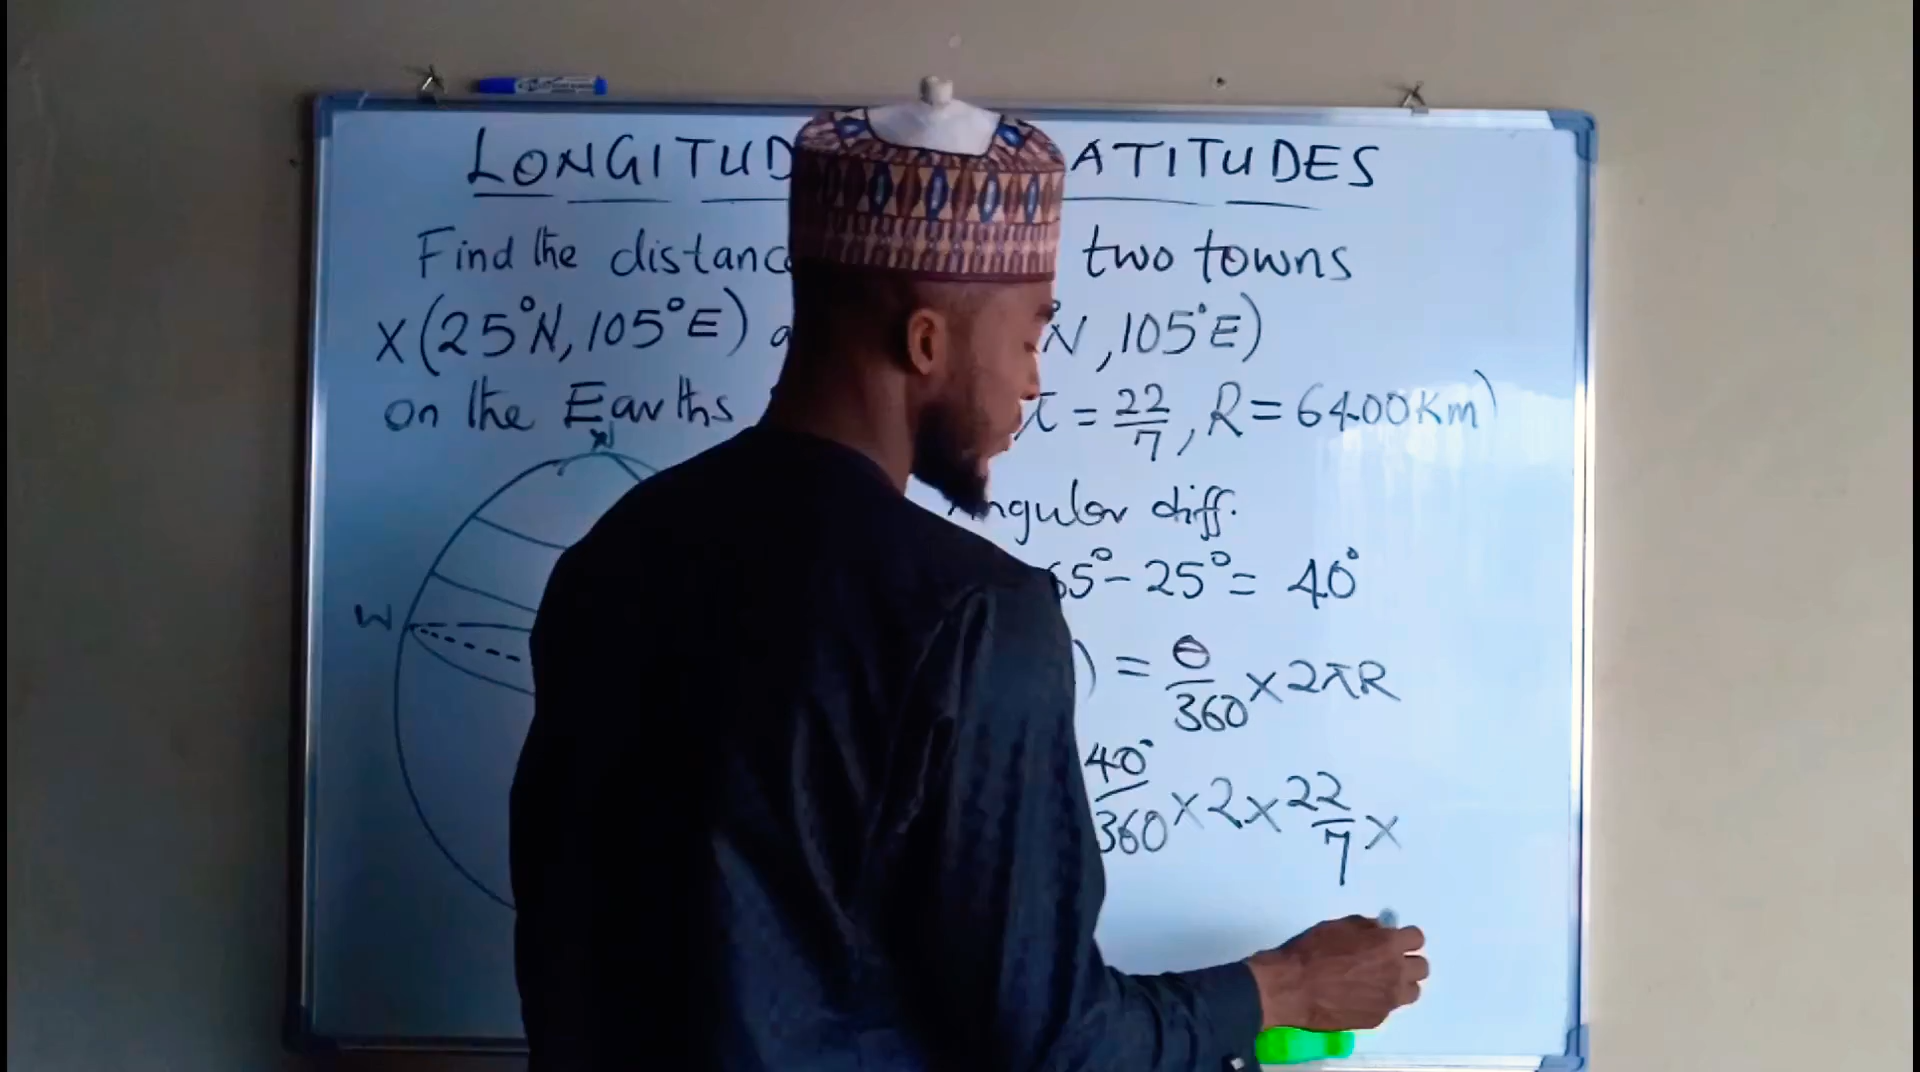 LONGITUD ATITUDES
Find the distanc two towns
X(25°N, 105°E) a °N, 105°E)
on the Earths π = 22/7, R = 6400Km)
N
Angular diff.
65° - 25° = 40°
W
) = θ/360 × 2πR
40°/360 × 2 × 22/7 ×